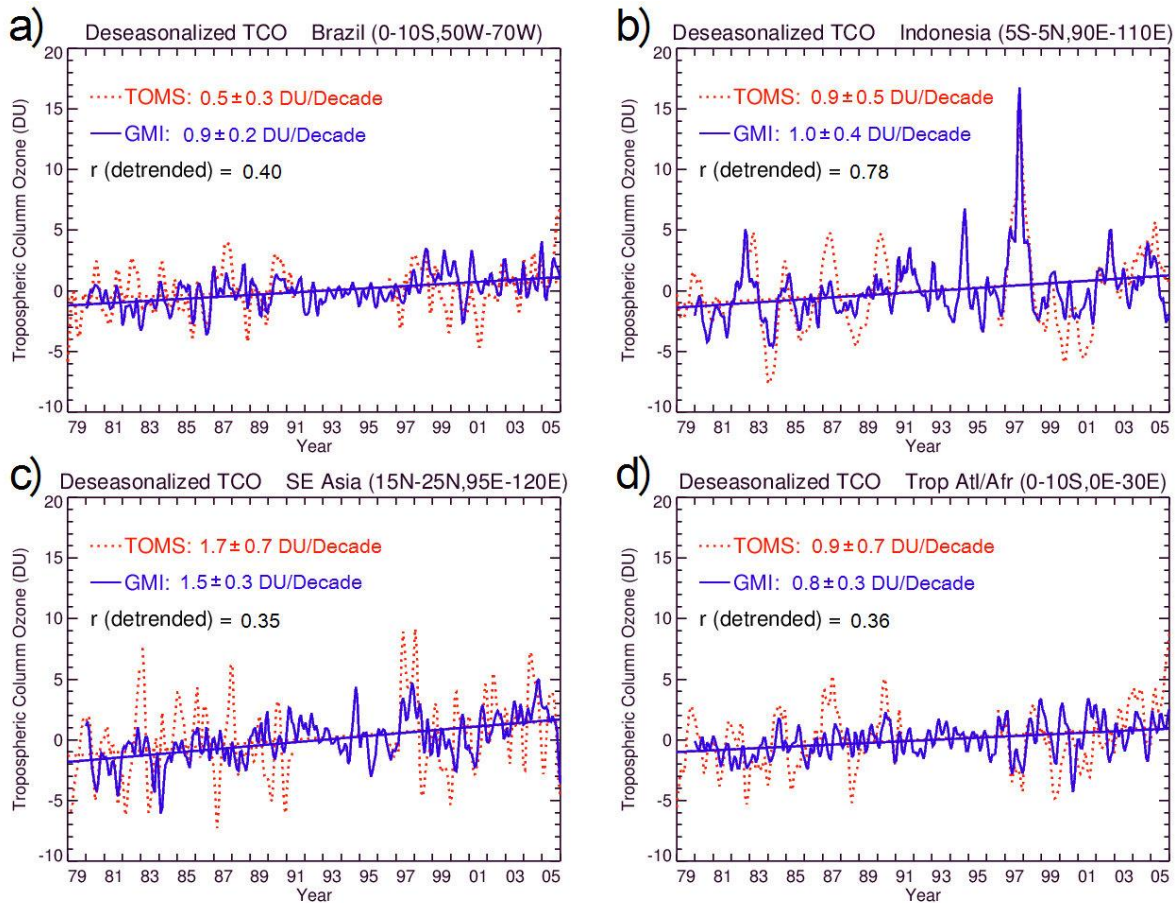 a)
Deseasonalized TCO Brazil (0-10S,50W-70W)
TOMS: 0.5±0.3 DU/Decade
GMI: 0.9±0.2 DU/Decade
r (detrended) = 0.40
Tropospheric Column Ozone (DU)
20
15
10
5
0
-5
-10
79 81 83 85 87 89 91 93 95 97 99 01 03 05
Year
b)
Deseasonalized TCO Indonesia (5S-5N,90E-110E)
TOMS: 0.9±0.5 DU/Decade
GMI: 1.0±0.4 DU/Decade
r (detrended) = 0.78
Tropospheric Column Ozone (DU)
20
15
10
5
0
-5
-10
79 81 83 85 87 89 91 93 95 97 99 01 03 05
Year
c)
Deseasonalized TCO SE Asia (15N-25N,95E-120E)
TOMS: 1.7±0.7 DU/Decade
GMI: 1.5±0.3 DU/Decade
r (detrended) = 0.35
Tropospheric Column Ozone (DU)
20
15
10
5
0
-5
-10
79 81 83 85 87 89 91 93 95 97 99 01 03 05
Year
d)
Deseasonalized TCO Trop Atl/Afr (0-10S,0E-30E)
TOMS: 0.9±0.7 DU/Decade
GMI: 0.8±0.3 DU/Decade
r (detrended) = 0.36
Tropospheric Column Ozone (DU)
20
15
10
5
0
-5
-10
79 81 83 85 87 89 91 93 95 97 99 01 03 05
Year